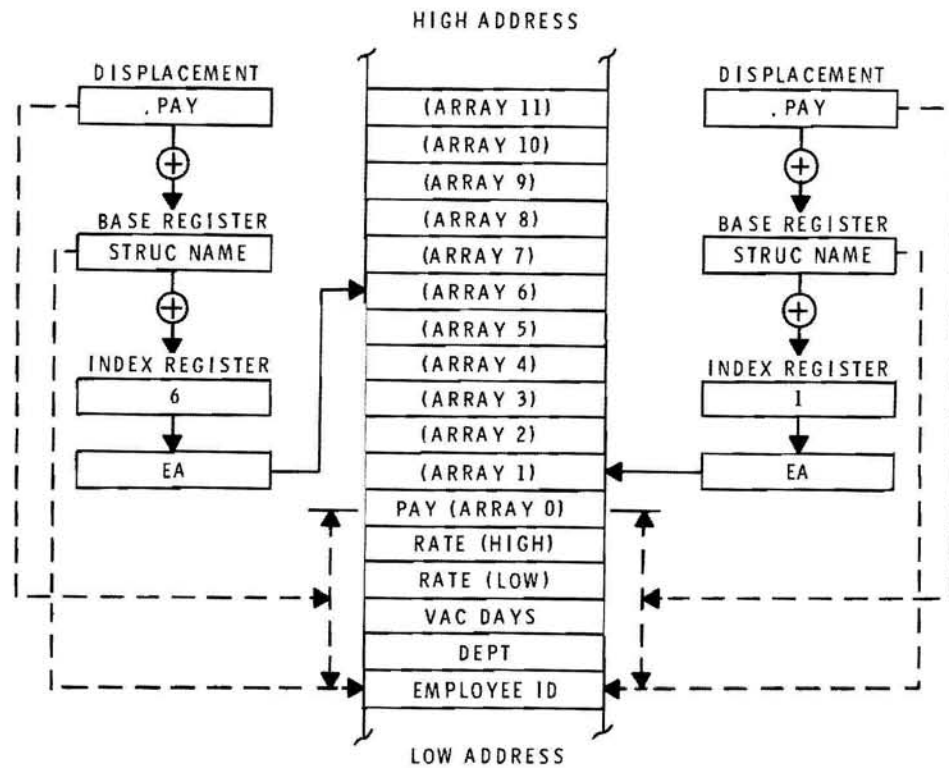 HIGH ADDRESS
DISPLACEMENT
.PAY
+
BASE REGISTER
STRUC NAME
+
INDEX REGISTER
6
EA
(ARRAY 11)
(ARRAY 10)
(ARRAY 9)
(ARRAY 8)
(ARRAY 7)
(ARRAY 6)
(ARRAY 5)
(ARRAY 4)
(ARRAY 3)
(ARRAY 2)
(ARRAY 1)
PAY (ARRAY 0)
RATE (HIGH)
RATE (LOW)
VAC DAYS
DEPT
EMPLOYEE ID
DISPLACEMENT
.PAY
+
BASE REGISTER
STRUC NAME
+
INDEX REGISTER
1
EA
LOW ADDRESS